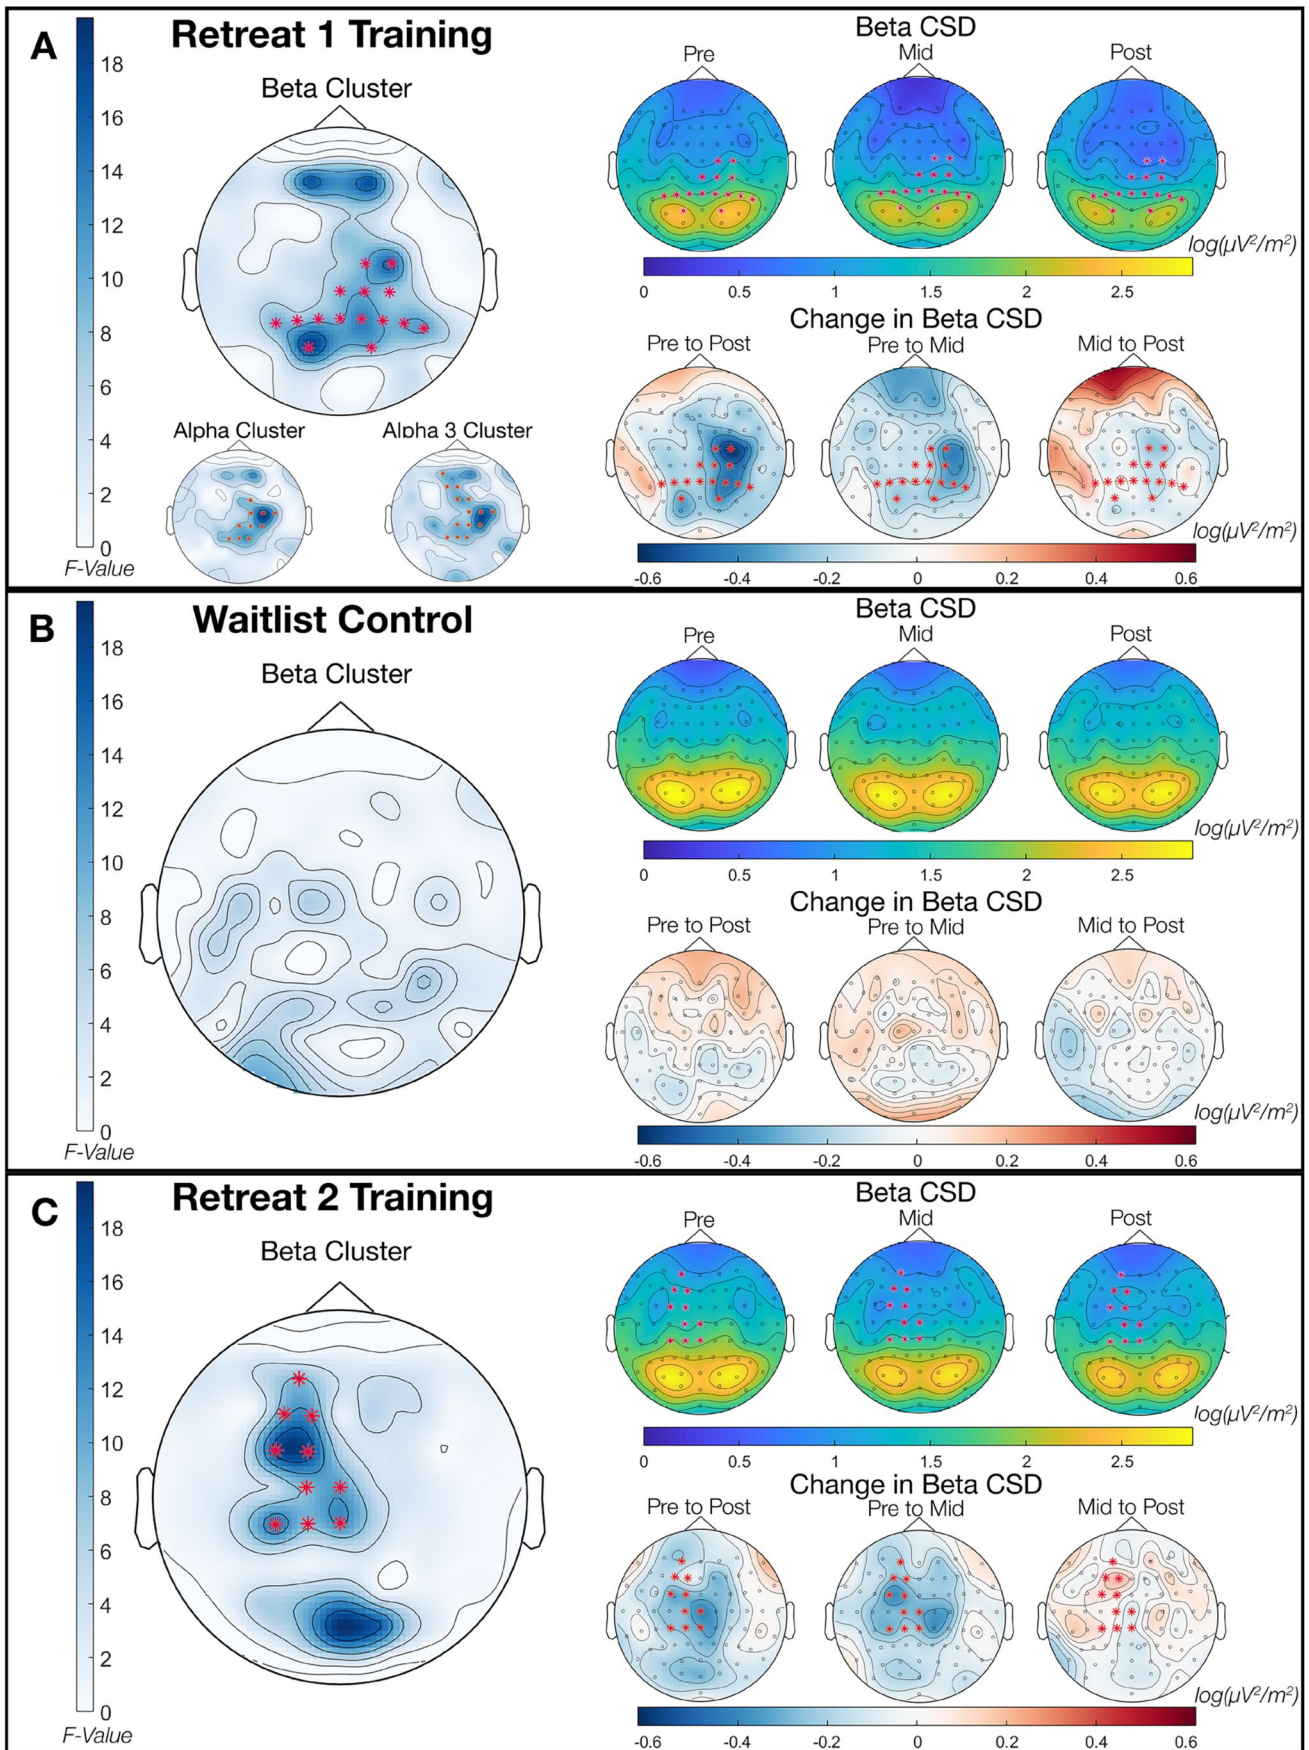 A
Retreat 1 Training
Beta Cluster
18
16
14
12
10
8
6
4
2
0
F-Value
Alpha Cluster
Alpha 3 Cluster
Beta CSD
Pre
Mid
Post
log(µV²/m²)
0 0.5 1 1.5 2 2.5
Change in Beta CSD
Pre to Post
Pre to Mid
Mid to Post
log(µV²/m²)
-0.6 -0.4 -0.2 0 0.2 0.4 0.6
B
Waitlist Control
Beta Cluster
18
16
14
12
10
8
6
4
2
0
F-Value
Beta CSD
Pre
Mid
Post
log(µV²/m²)
0 0.5 1 1.5 2 2.5
Change in Beta CSD
Pre to Post
Pre to Mid
Mid to Post
log(µV²/m²)
-0.6 -0.4 -0.2 0 0.2 0.4 0.6
C
Retreat 2 Training
Beta Cluster
18
16
14
12
10
8
6
4
2
0
F-Value
Beta CSD
Pre
Mid
Post
log(µV²/m²)
0 0.5 1 1.5 2 2.5
Change in Beta CSD
Pre to Post
Pre to Mid
Mid to Post
log(µV²/m²)
-0.6 -0.4 -0.2 0 0.2 0.4 0.6